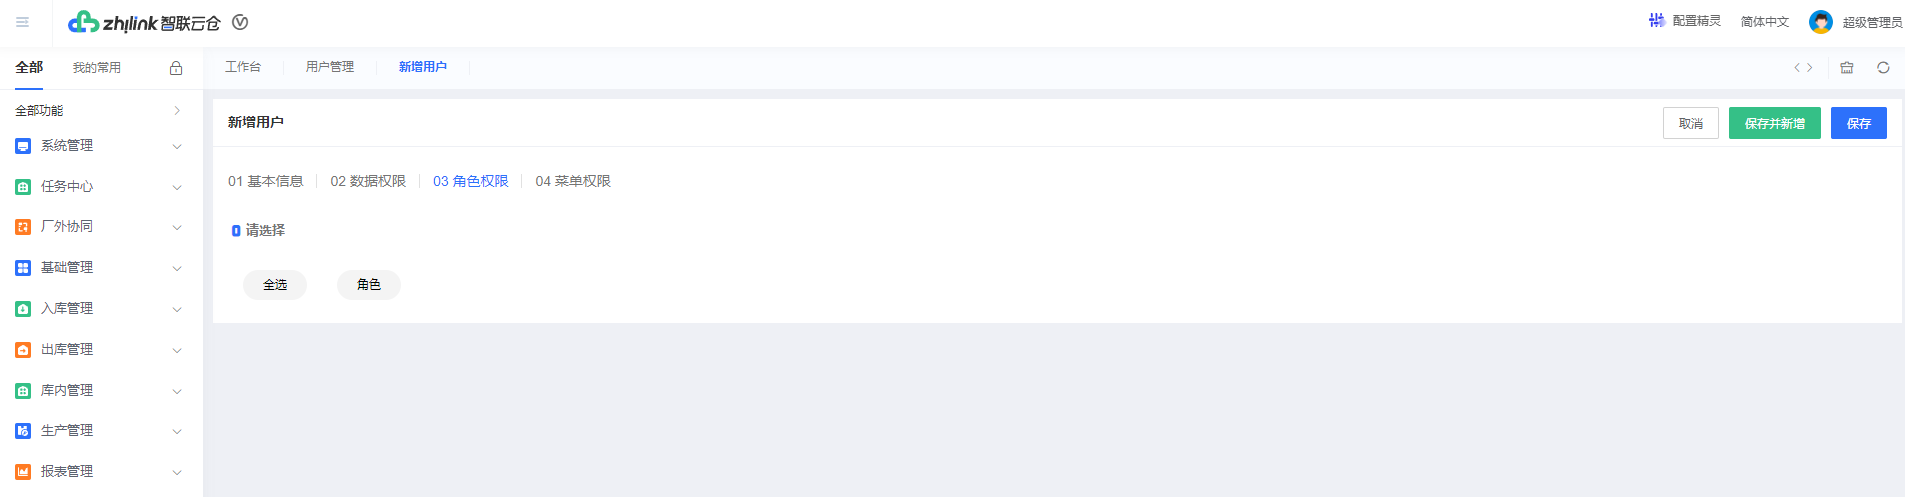 zhilink 智联云仓
配置精灵 简体中文 超级管理员
全部 我的常用
工作台 用户管理 新增用户
全部功能
系统管理
任务中心
厂外协同
基础管理
入库管理
出库管理
库内管理
生产管理
报表管理
新增用户
取消 保存并新增 保存
01 基本信息 02 数据权限 03 角色权限 04 菜单权限
请选择
全选 角色